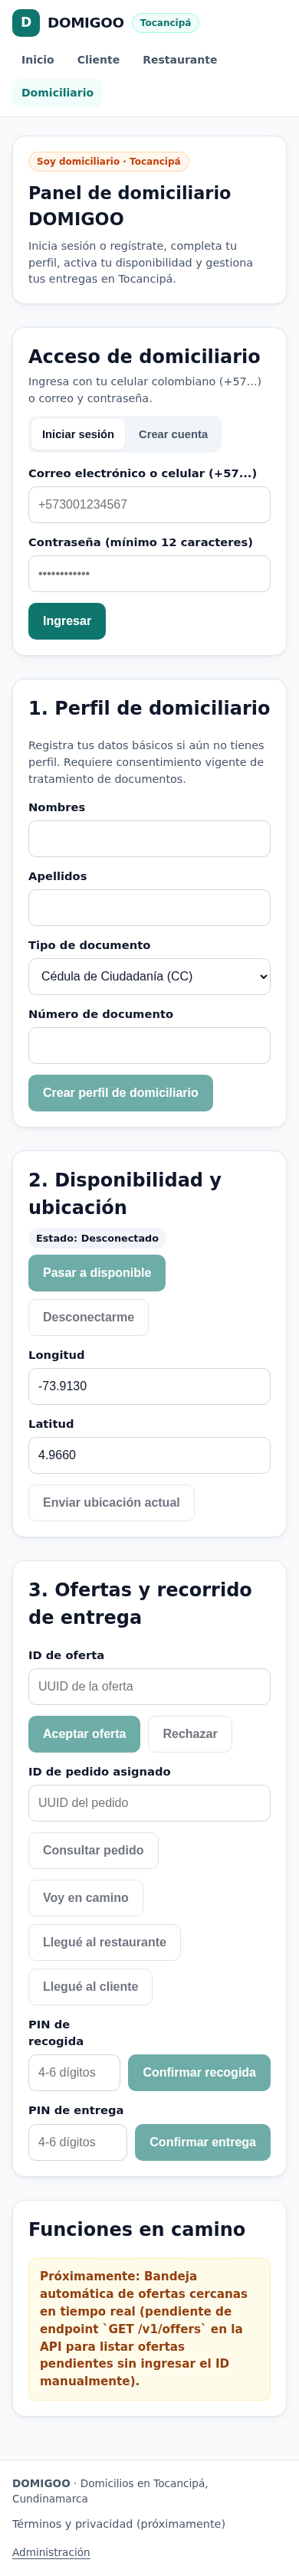 D DOMIGOO Tocancipá
Inicio Cliente Restaurante
Domiciliario
Soy domiciliario · Tocancipá
Panel de domiciliario
DOMIGOO
Inicia sesión o regístrate, completa tu
perfil, activa tu disponibilidad y gestiona
tus entregas en Tocancipá.
Acceso de domiciliario
Ingresa con tu celular colombiano (+57...)
o correo y contraseña.
Iniciar sesión Crear cuenta
Correo electrónico o celular (+57...)
+573001234567
Contraseña (mínimo 12 caracteres)
••••••••••••
Ingresar
1. Perfil de domiciliario
Registra tus datos básicos si aún no tienes
perfil. Requiere consentimiento vigente de
tratamiento de documentos.
Nombres
Apellidos
Tipo de documento
Cédula de Ciudadanía (CC)
Número de documento
Crear perfil de domiciliario
2. Disponibilidad y
ubicación
Estado: Desconectado
Pasar a disponible
Desconectarme
Longitud
-73.9130
Latitud
4.9660
Enviar ubicación actual
3. Ofertas y recorrido
de entrega
ID de oferta
UUID de la oferta
Aceptar oferta Rechazar
ID de pedido asignado
UUID del pedido
Consultar pedido
Voy en camino
Llegué al restaurante
Llegué al cliente
PIN de
recogida
4-6 dígitos Confirmar recogida
PIN de entrega
4-6 dígitos Confirmar entrega
Funciones en camino
Próximamente: Bandeja
automática de ofertas cercanas
en tiempo real (pendiente de
endpoint `GET /v1/offers` en la
API para listar ofertas
pendientes sin ingresar el ID
manualmente).
DOMIGOO · Domicilios en Tocancipá,
Cundinamarca
Términos y privacidad (próximamente)
Administración